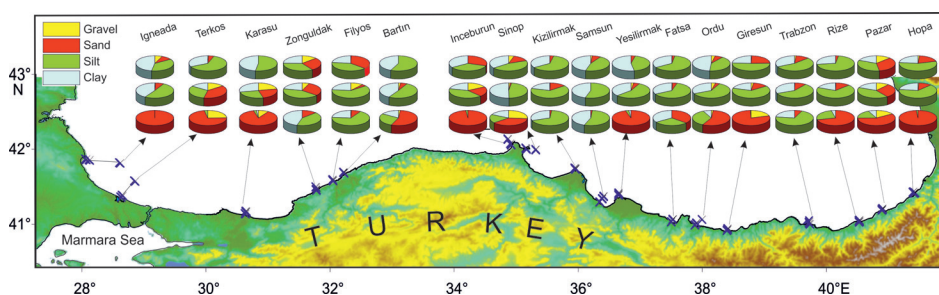 Gravel
Sand
Silt
Clay
Igneada Terkos Karasu Zonguldak Filyos Bartın Inceburun Sinop Kizilirmak Samsun Yesilirmak Fatsa Ordu Giresun Trabzon Rize Pazar Hopa
43°
N
42°
41°
Marmara Sea
TURKEY
28° 30° 32° 34° 36° 38° 40°E